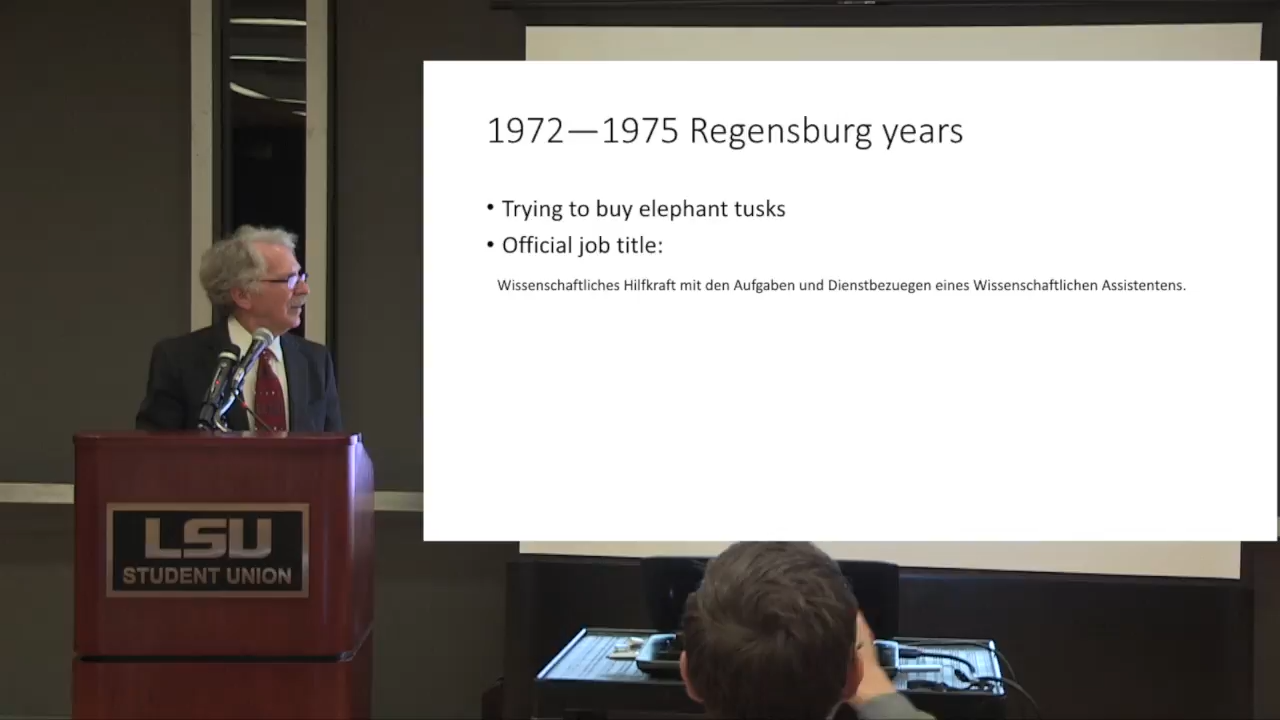 1972—1975 Regensburg years
• Trying to buy elephant tusks
• Official job title:
Wissenschaftliches Hilfkraft mit den Aufgaben und Dienstbezuegen eines Wissenschaftlichen Assistentens.
LSU
STUDENT UNION